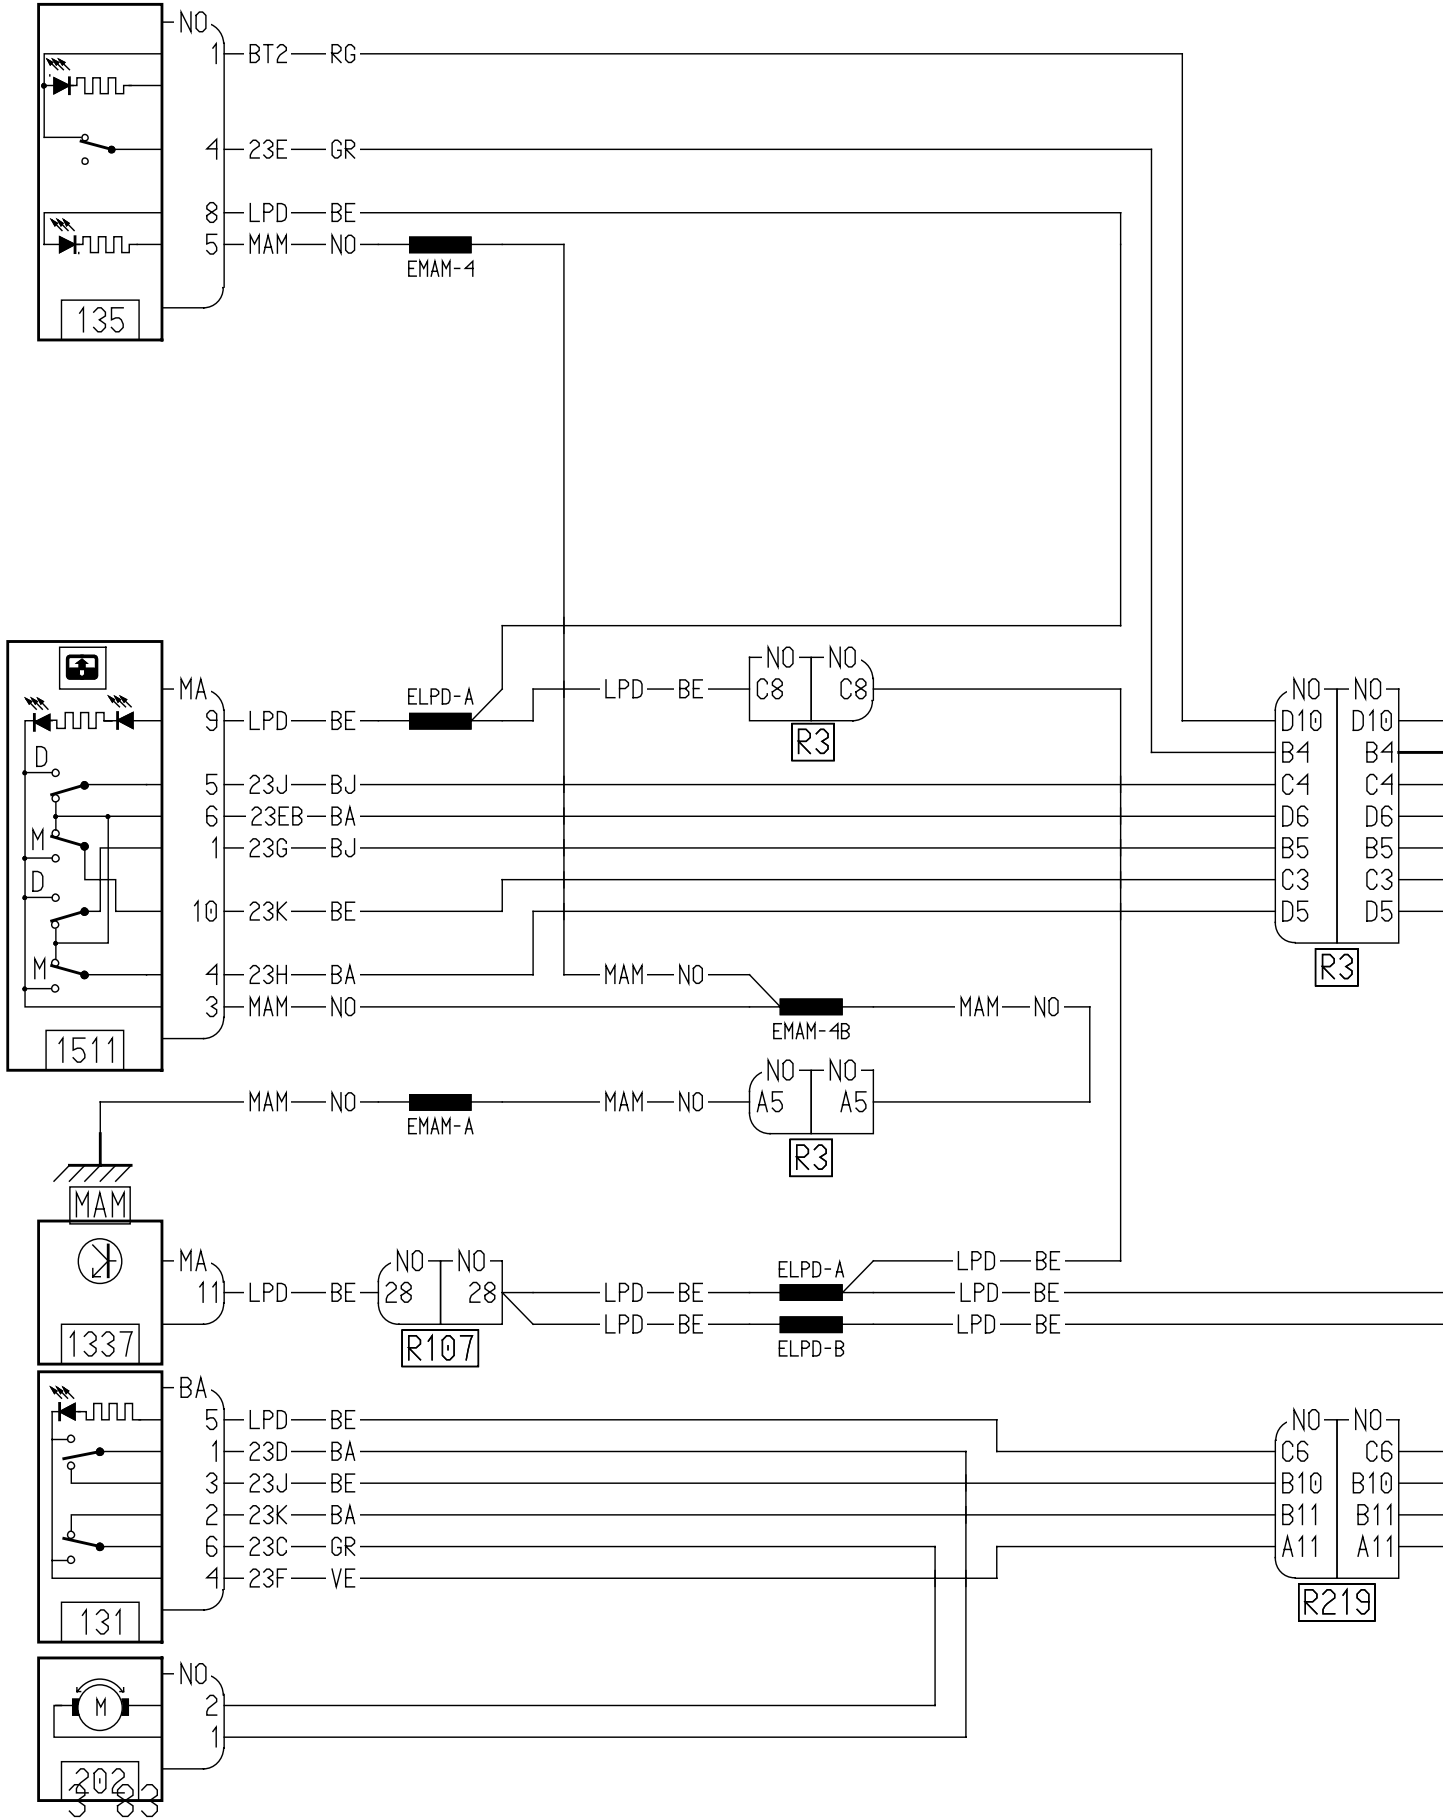 NO
1 BT2 RG
4 23E GR
8 LPD BE
5 MAM NO
EMAM-4
135
NO NO
MA ELPD-A LPD BE C8 C8 NO NO
9 LPD BE R3 D10 D10
D B4 B4
5 23J BJ C4 C4
6 23EB BA D6 D6
M 1 23G BJ B5 B5
D C3 C3
10 23K BE D5 D5
M 4 23H BA MAM NO R3
3 MAM NO MAM NO
EMAM-4B
1511
NO NO
MAM NO MAM NO A5 A5
EMAM-A
R3
MAM
MA NO NO ELPD-A LPD BE
11 LPD BE 28 28 LPD BE LPD BE
LPD BE LPD BE
1337 R107 ELPD-B
BA
5 LPD BE NO NO
1 23D BA C6 C6
3 23J BE B10 B10
2 23K BA B11 B11
6 23C GR A11 A11
4 23F VE
131 R219
NO
M 2
1
202
3 83